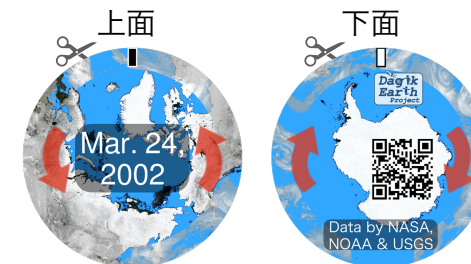 上面
下面
Mar. 24,
2002
Dagik
Earth
Project
Data by NASA,
NOAA & USGS